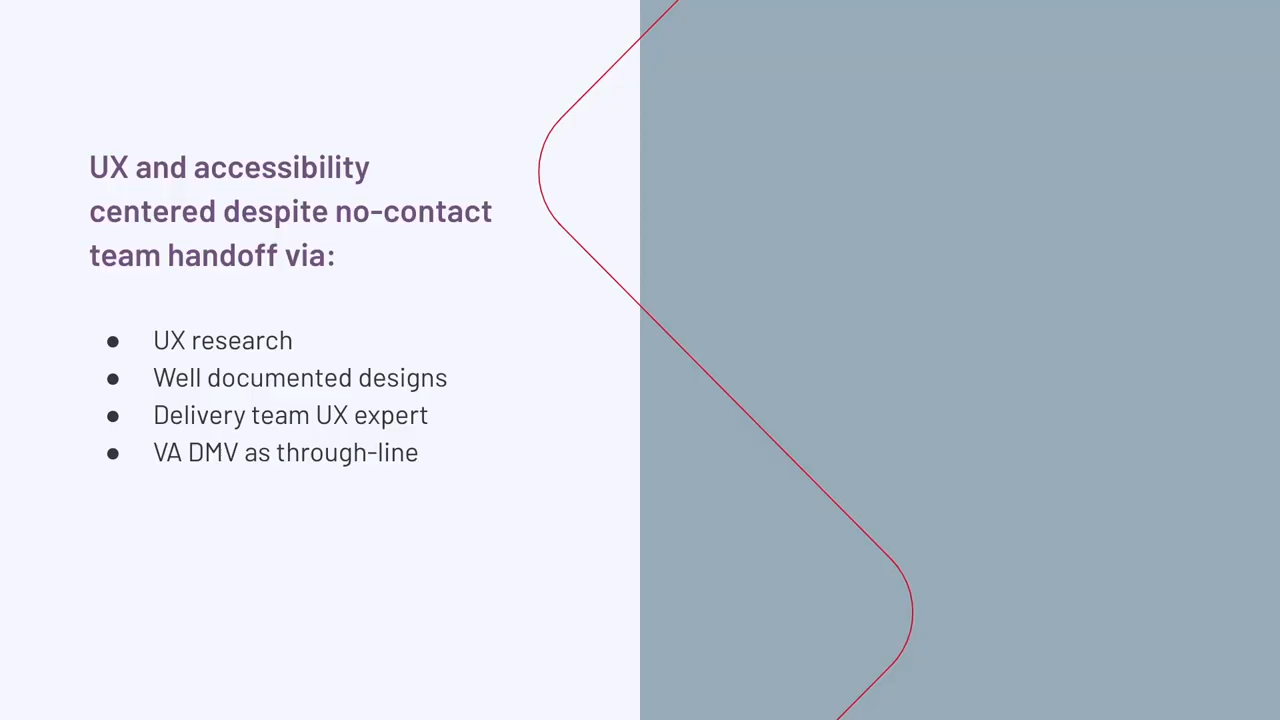 UX and accessibility
centered despite no-contact
team handoff via:
● UX research
● Well documented designs
● Delivery team UX expert
● VA DMV as through-line